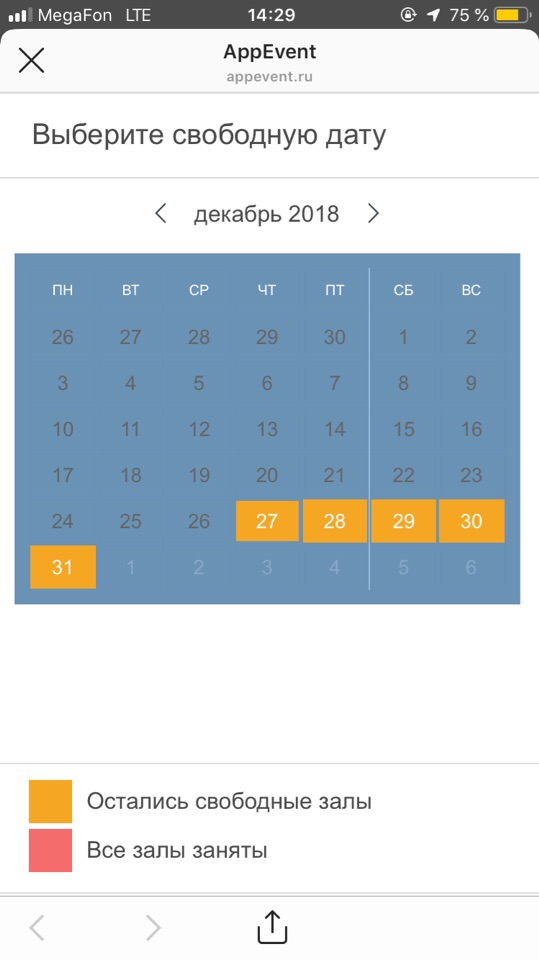 MegaFon LTE 14:29 75 %
AppEvent
appevent.ru
Выберите свободную дату
декабрь 2018
ПН ВТ СР ЧТ ПТ СБ ВС
26 27 28 29 30 1 2
3 4 5 6 7 8 9
10 11 12 13 14 15 16
17 18 19 20 21 22 23
24 25 26 27 28 29 30
31 1 2 3 4 5 6
Остались свободные залы
Все залы заняты